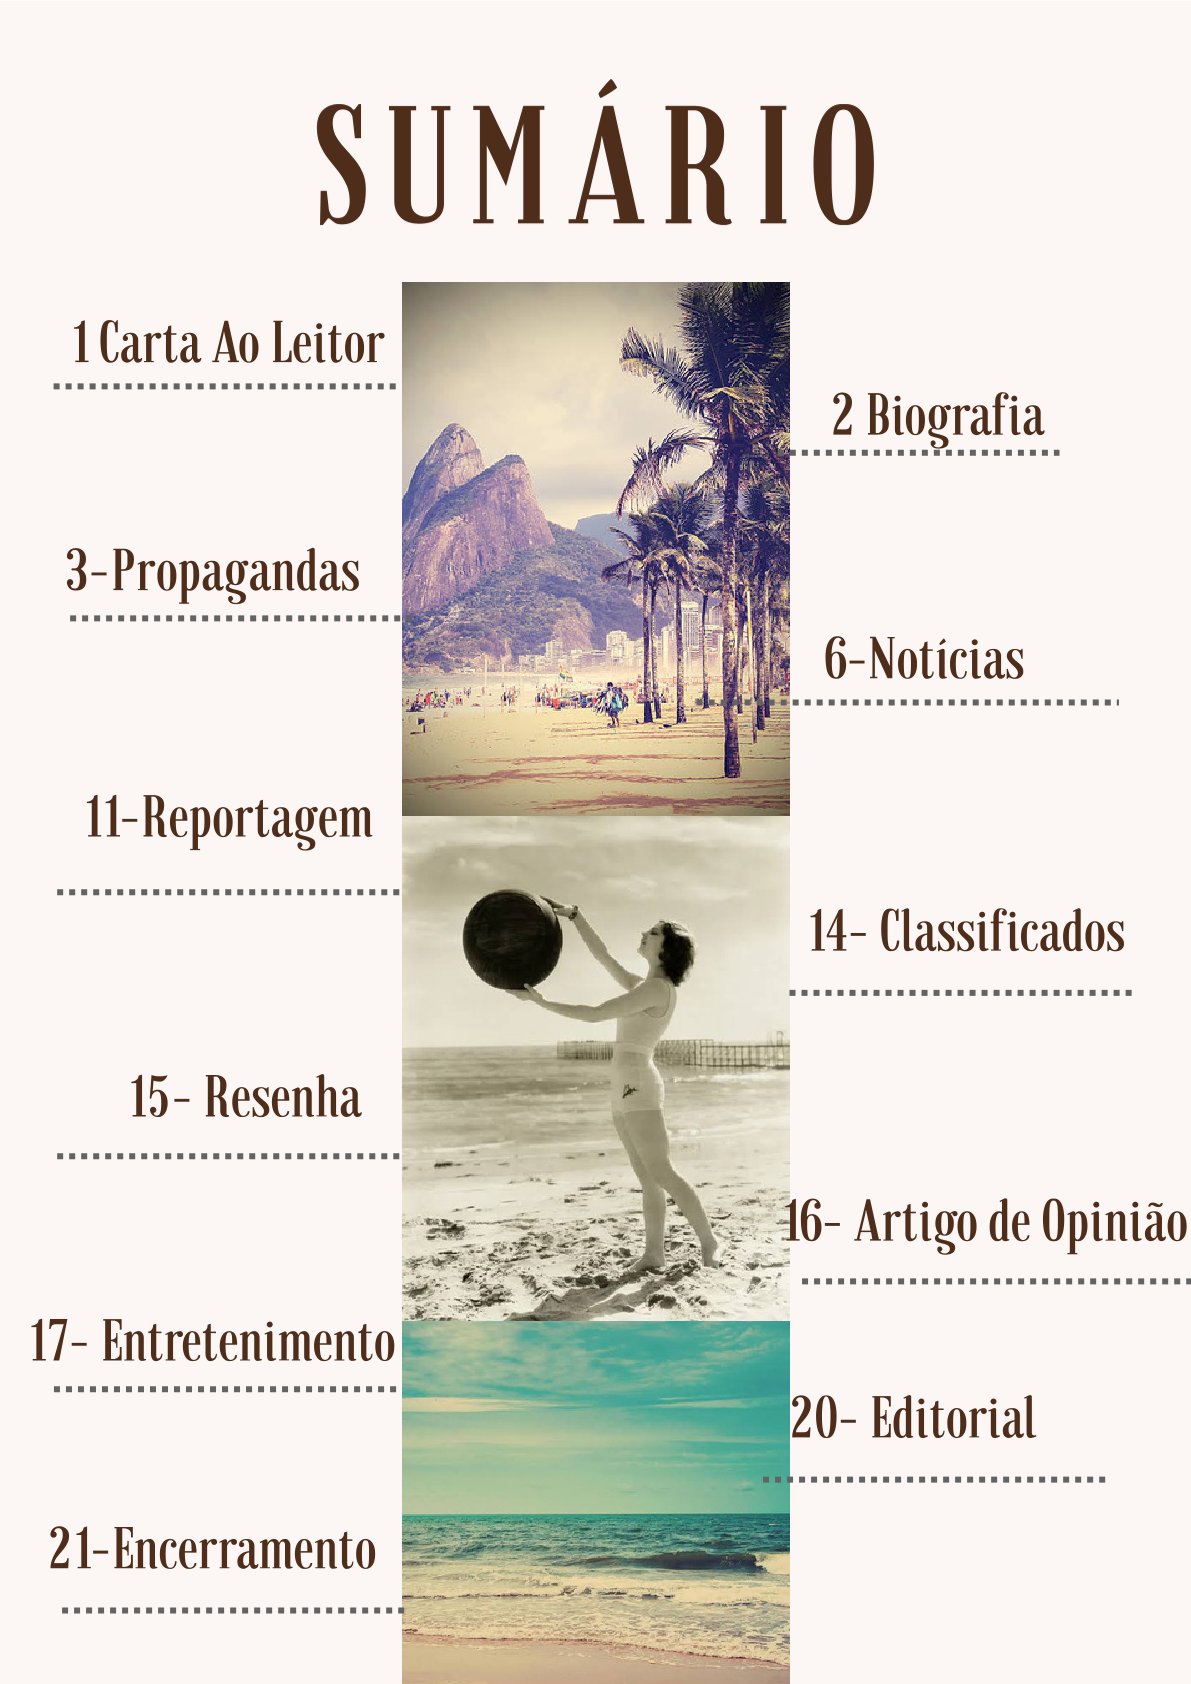 SUMÁRIO
1 Carta Ao Leitor
2 Biografia
3-Propagandas
6-Notícias
11-Reportagem
14- Classificados
15- Resenha
16- Artigo de Opinião
17- Entretenimento
20- Editorial
21-Encerramento